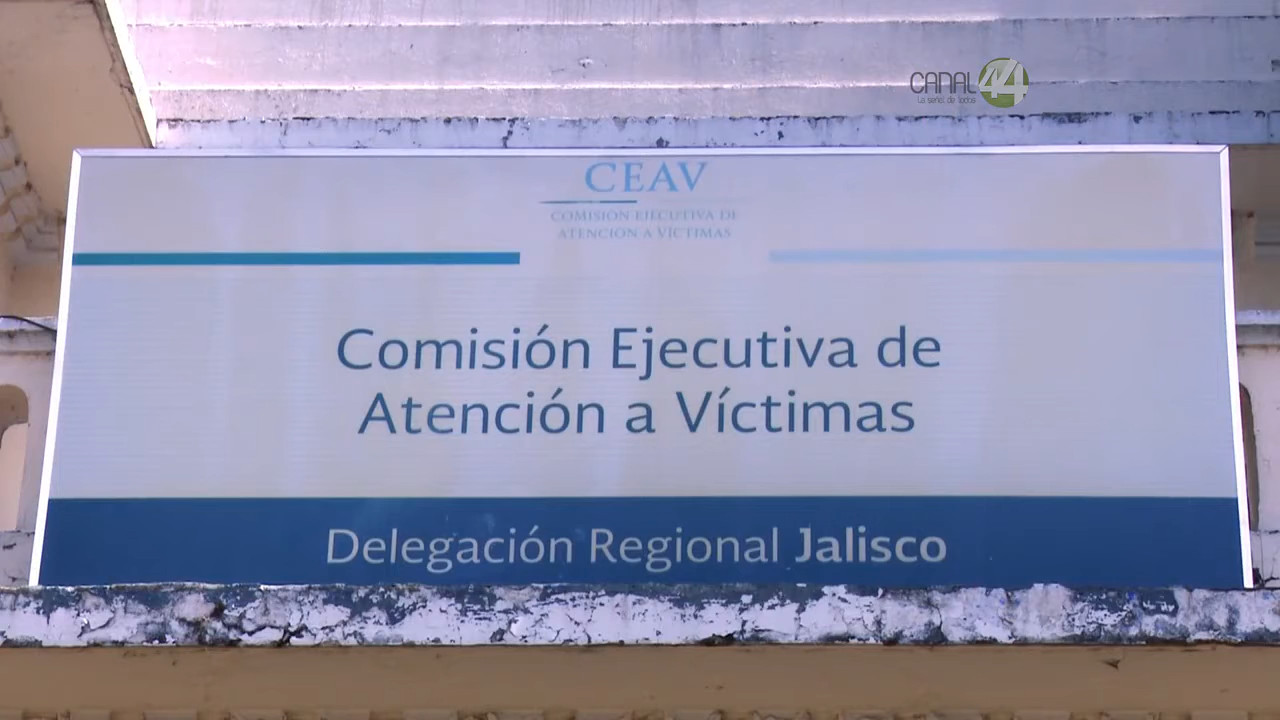 CANAL 44
La señal de todos
CEAV
COMISIÓN EJECUTIVA DE
ATENCIÓN A VÍCTIMAS
Comisión Ejecutiva de
Atención a Víctimas
Delegación Regional Jalisco